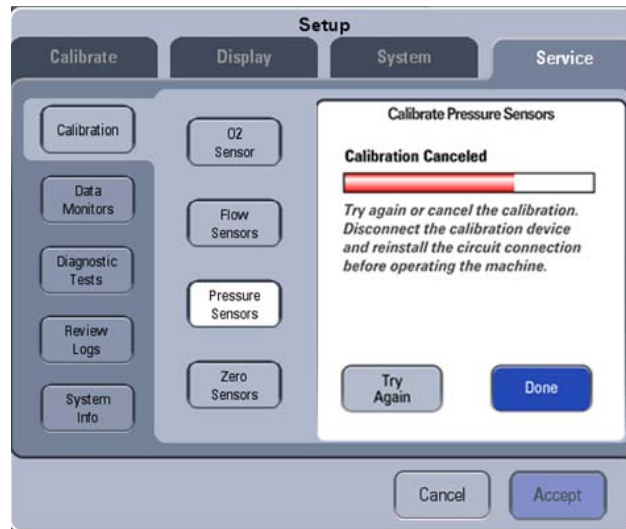 Setup
Calibrate
Display
System
Service
Calibration
Data
Monitors
Diagnostic
Tests
Review
Logs
System
Info
O2
Sensor
Flow
Sensors
Pressure
Sensors
Zero
Sensors
Calibrate Pressure Sensors
Calibration Canceled
Try again or cancel the calibration.
Disconnect the calibration device
and reinstall the circuit connection
before operating the machine.
Try
Again
Done
Cancel
Accept